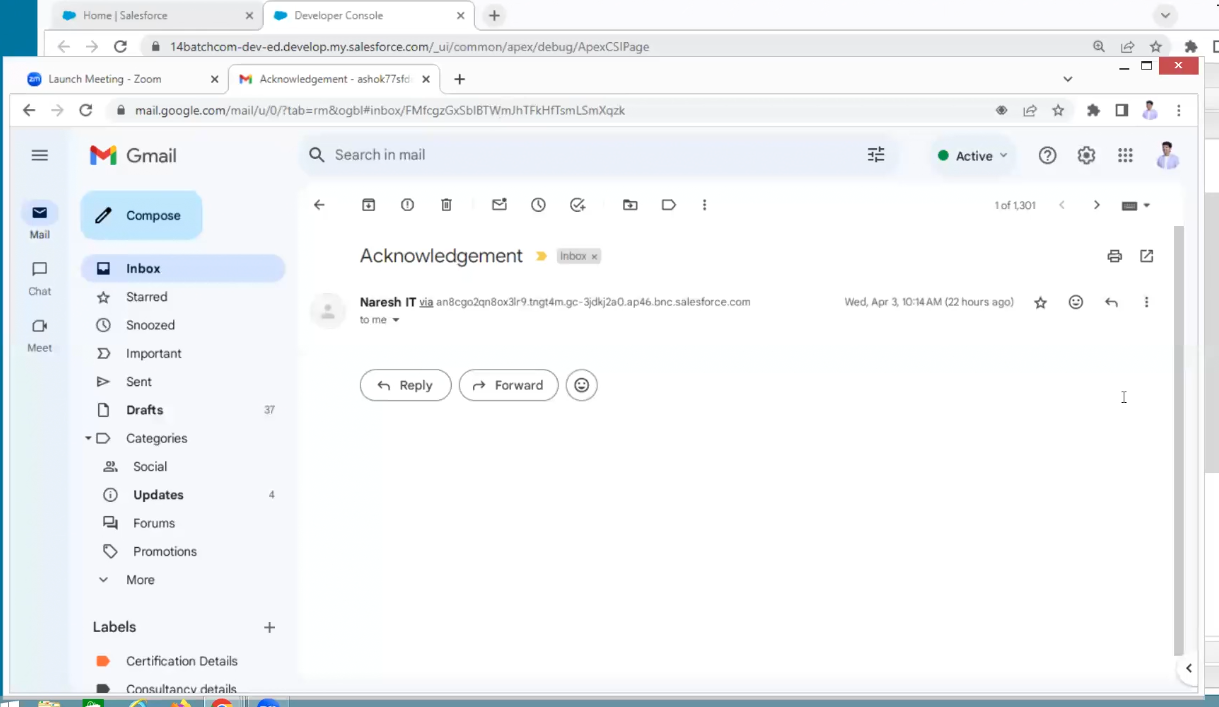 Home | Salesforce
Developer Console
14batchcom-dev-ed.develop.my.salesforce.com/_ui/common/apex/debug/ApexCSIPage
zm Launch Meeting - Zoom
Acknowledgement - ashok77sfd
mail.google.com/mail/u/0/?tab=rm&ogbl#inbox/FMfcgzGxSblBTWmJhTFkHfTsmLSmXqzk
Gmail
Search in mail
Active
Mail
Compose
1 of 1,301
Inbox
Acknowledgement
Inbox ×
Chat
Starred
Naresh IT via an8cgo2qn8ox3lr9.tngt4m.gc-3jdkj2a0.ap46.bnc.salesforce.com
Wed, Apr 3, 10:14 AM (22 hours ago)
to me
Snoozed
Meet
Important
Sent
Reply
Forward
Drafts 37
Categories
Social
Updates 4
Forums
Promotions
More
Labels
Certification Details
Consultancy details